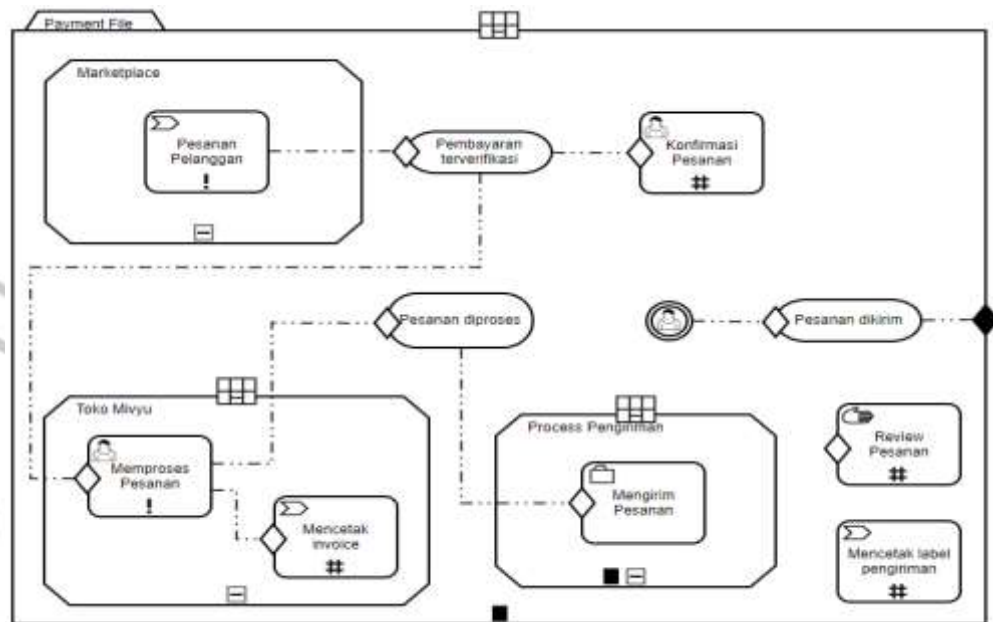 Payment File
Marketplace
Pesanan
Pelanggan
!
Pembayaran
terverifikasi
Konfirmasi
Pesanan
Pesanan diproses
Pesanan dikirim
Toko Mivyu
Memproses
Pesanan
!
Mencetak
invoice
Process Pengiriman
Mengirim
Pesanan
Review
Pesanan
Mencetak label
pengiriman